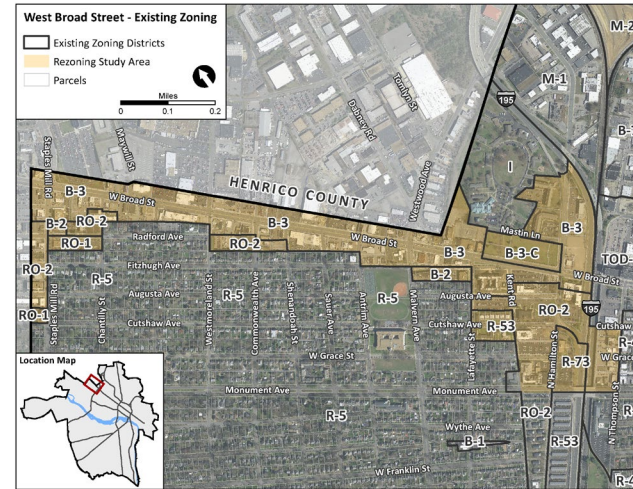 West Broad Street - Existing Zoning
Existing Zoning Districts
Rezoning Study Area
Parcels
Miles
0 0.1 0.2
M-2
M-1
195
Tomlyn St
Dabney Rd
Maywill St
Staples Mill Rd
Westwood Ave
HENRICO COUNTY
I
B-
B-3
W Broad St
B-3
B-2
RO-2
RO-1
Radford Ave
RO-2
W Broad St
B-3
Mastin Ln
B-3-C
B-3
TOD-
W Broad St
RO-2
R-5
Fitzhugh Ave
Augusta Ave
Cutshaw Ave
RO-1
Staples Mill Rd
Chantilly St
Westmoreland St
R-5
Commonwealth Ave
Shenandoah St
Sauer Ave
Antrim Ave
R-5
Malvern Ave
B-2
Augusta Ave
Kent Rd
Cutshaw Ave
R-53
Lafayette St
RO-2
195
Cutshaw
R-
W Grace
R-73
N Hamilton St
W Grace St
Monument Ave
Monument Ave
R-5
RO-2
R-53
N Thompson St
R-
Wythe Ave
B-1
W Franklin St
R-4
Location Map